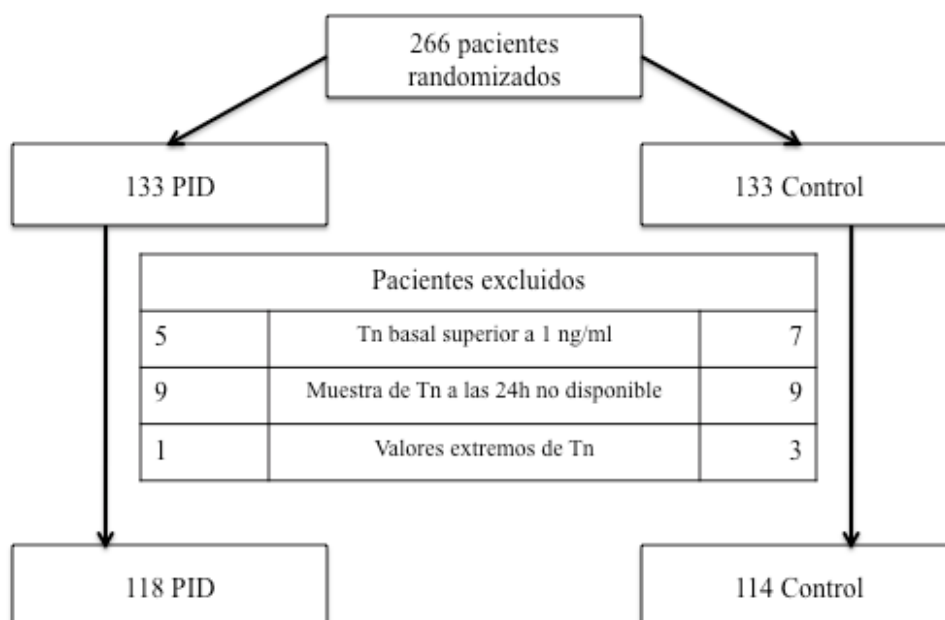 266 pacientes
randomizados
133 PID
133 Control
Pacientes excluidos
5 Tn basal superior a 1 ng/ml 7
9 Muestra de Tn a las 24h no disponible 9
1 Valores extremos de Tn 3
118 PID
114 Control